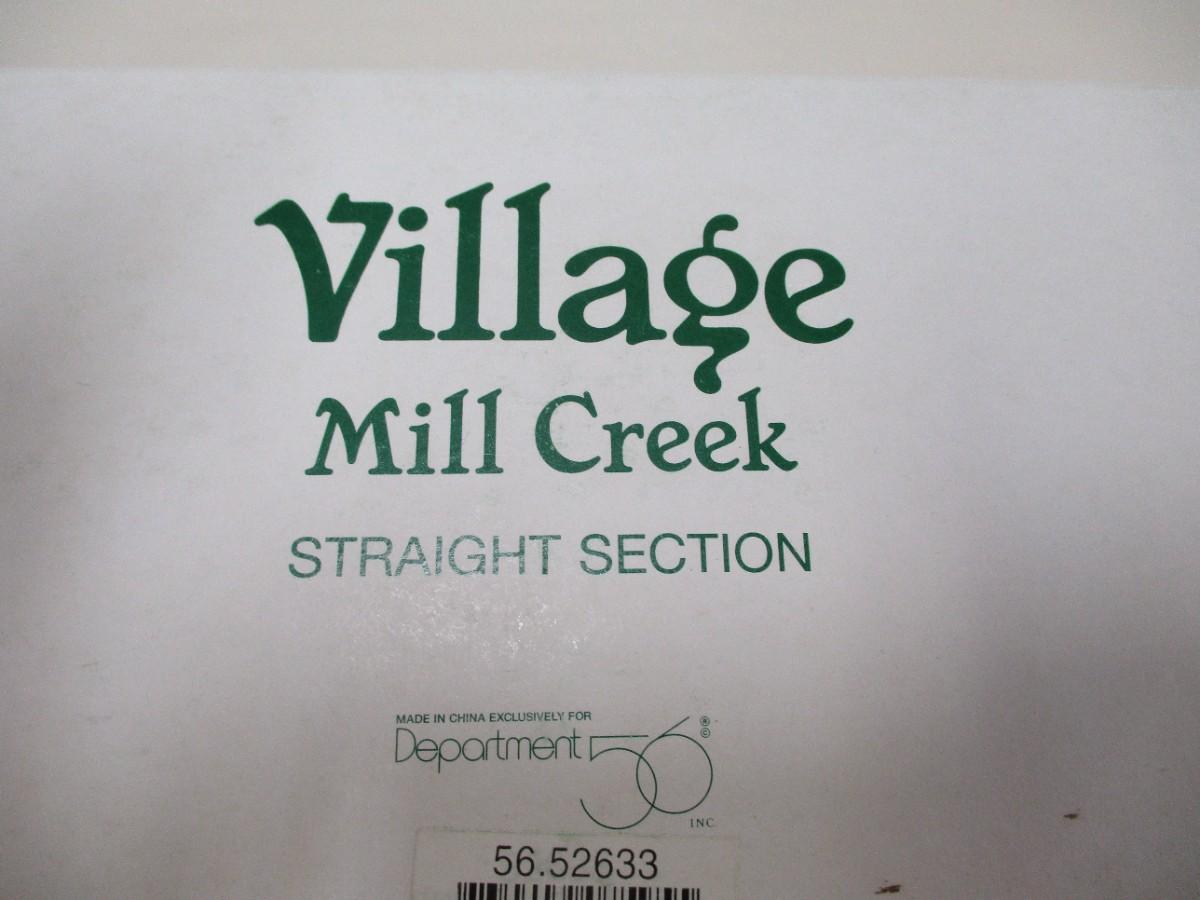 Village
Mill Creek
STRAIGHT SECTION
MADE IN CHINA EXCLUSIVELY FOR
Department 56 ® ©
INC.
56.52633